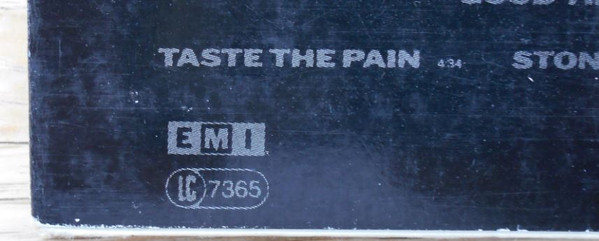 TASTE THE PAIN 4:34 STON
EMI
LC 7365